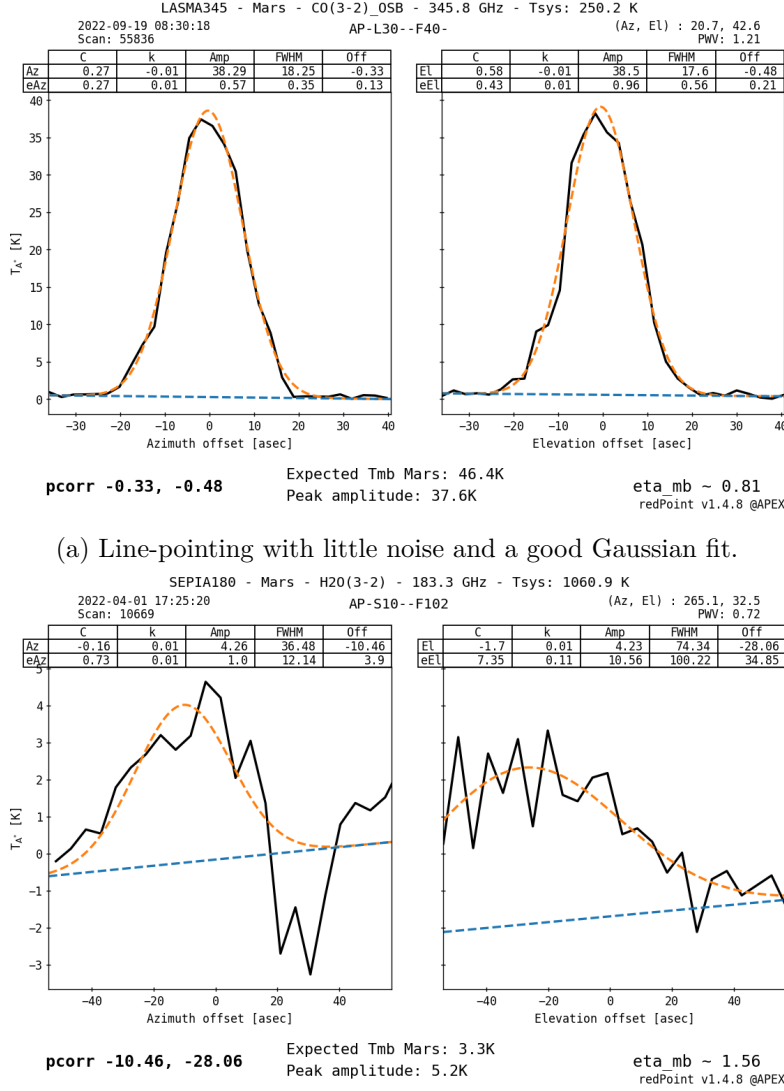 LASMA345 - Mars - CO(3-2)_OSB - 345.8 GHz - Tsys: 250.2 K
2022-09-19 08:30:18
Scan: 55836
AP-L30--F40-
(Az, El) : 20.7, 42.6
PWV: 1.21
C k Amp FWHM Off
Az 0.27 -0.01 38.29 18.25 -0.33
eAz 0.27 0.01 0.57 0.35 0.13
C k Amp FWHM Off
El 0.58 -0.01 38.5 17.6 -0.48
eEl 0.43 0.01 0.96 0.56 0.21
40
35
30
25
20
15
10
5
0
T_A* [K]
-30 -20 -10 0 10 20 30 40
Azimuth offset [asec]
-30 -20 -10 0 10 20 30 40
Elevation offset [asec]
pcorr -0.33, -0.48
Expected Tmb Mars: 46.4K
Peak amplitude: 37.6K
eta_mb ~ 0.81
redPoint v1.4.8 @APEX
(a) Line-pointing with little noise and a good Gaussian fit.
SEPIA180 - Mars - H2O(3-2) - 183.3 GHz - Tsys: 1060.9 K
2022-04-01 17:25:20
Scan: 10669
AP-S10--F102
(Az, El) : 265.1, 32.5
PWV: 0.72
C k Amp FWHM Off
Az -0.16 0.01 4.26 36.48 -10.46
eAz 0.73 0.01 1.0 12.14 3.9
C k Amp FWHM Off
El -1.7 0.01 4.23 74.34 -28.06
eEl 7.35 0.11 10.56 100.22 34.85
5
4
3
2
1
0
-1
-2
-3
T_A* [K]
-40 -20 0 20 40
Azimuth offset [asec]
-40 -20 0 20 40
Elevation offset [asec]
pcorr -10.46, -28.06
Expected Tmb Mars: 3.3K
Peak amplitude: 5.2K
eta_mb ~ 1.56
redPoint v1.4.8 @APEX